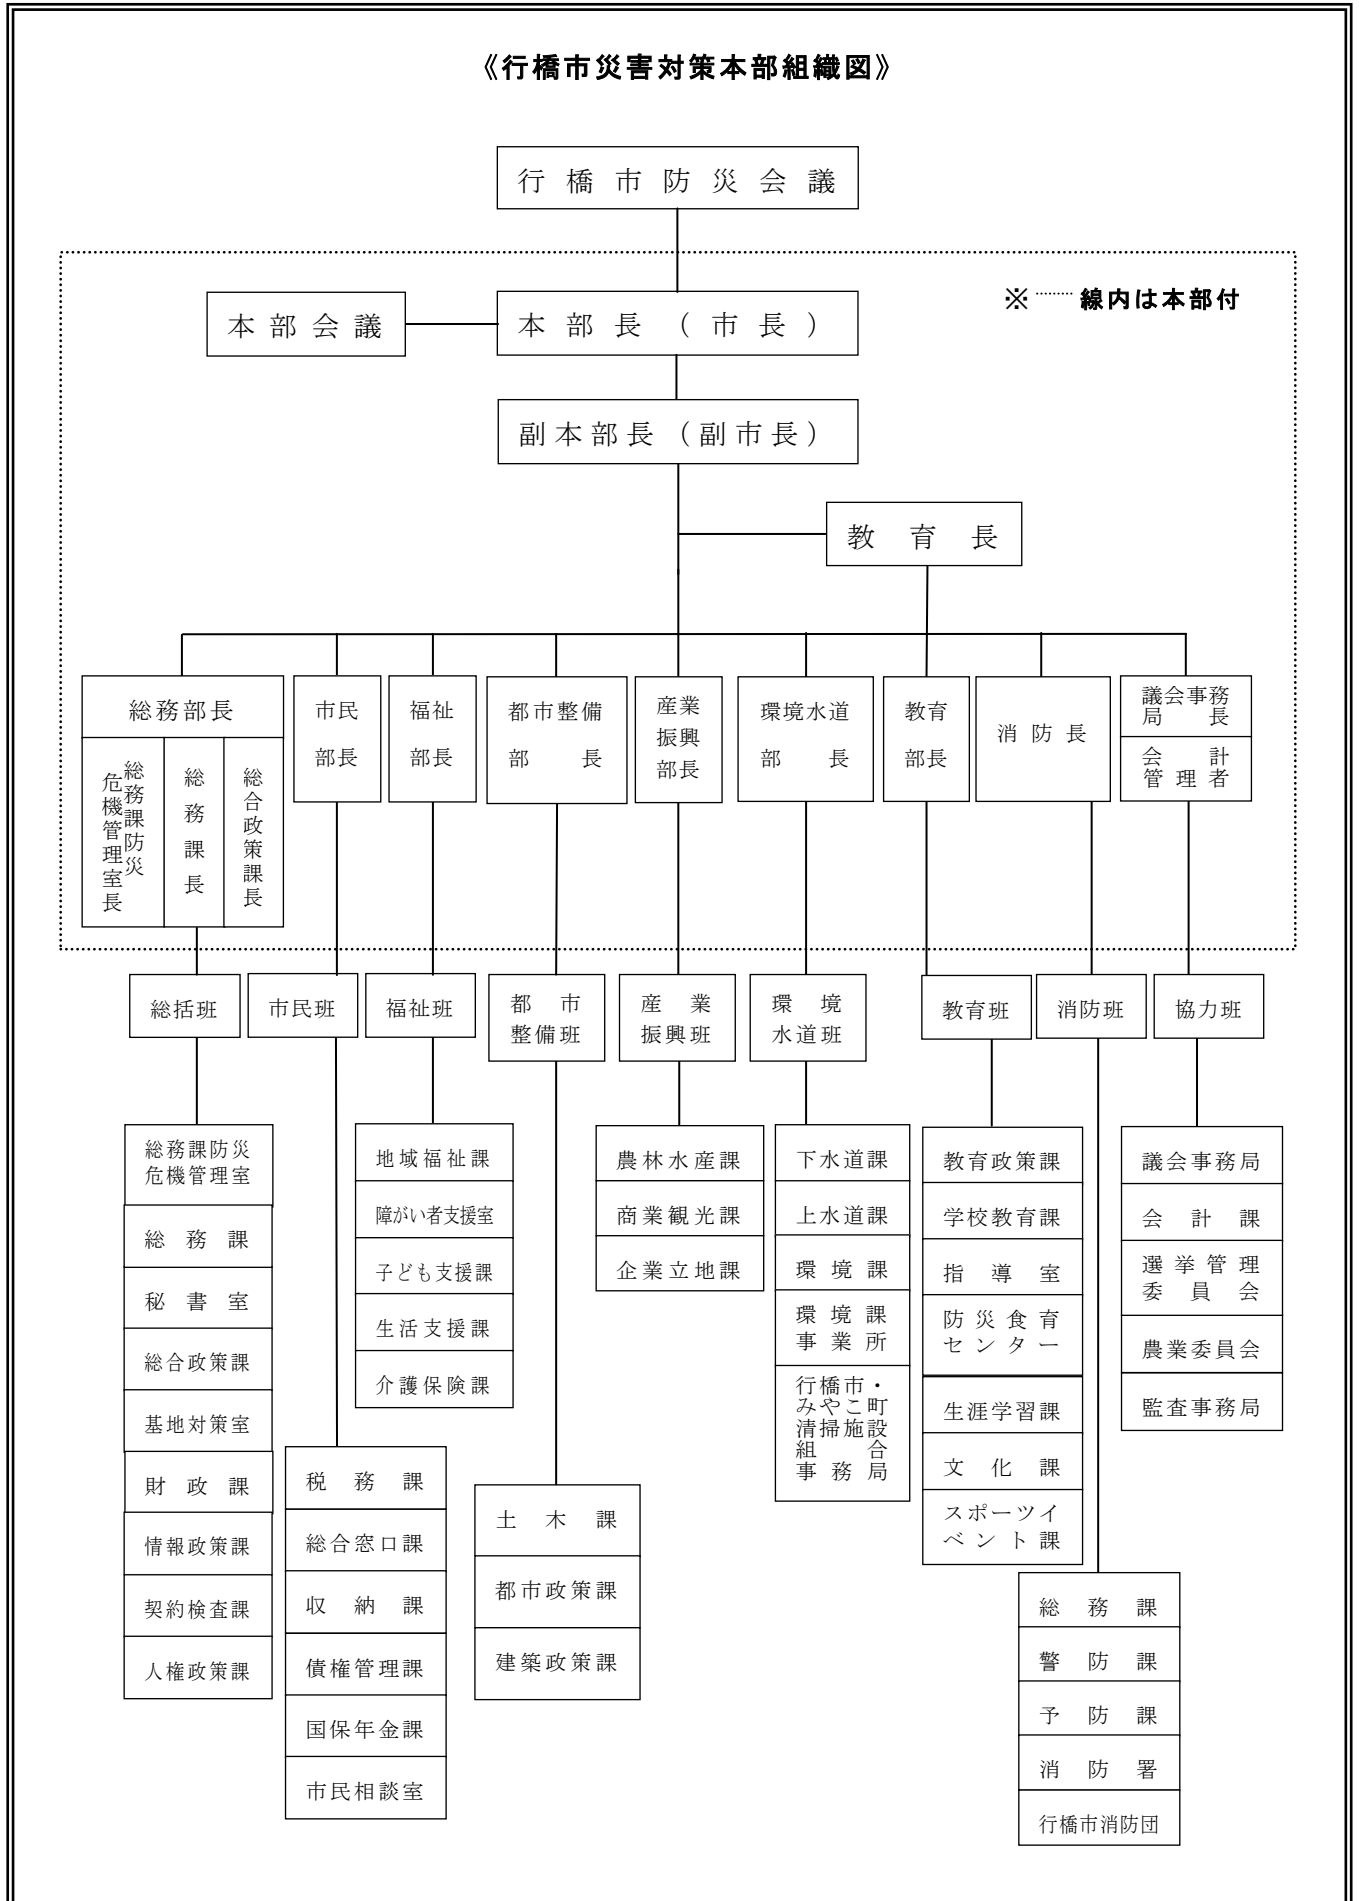 《行橋市災害対策本部組織図》
行橋市防災会議
※………線内は本部付
本部会議
本部長（市長）
副本部長（副市長）
教育長
総務部長
総務課防災
危機管理室長
総務課長
総合政策課長
市民
部長
福祉
部長
都市整備
部長
産業
振興
部長
環境水道
部長
教育
部長
消防長
議会事務
局長
会計
管理者
総括班
市民班
福祉班
都市
整備班
産業
振興班
環境
水道班
教育班
消防班
協力班
総務課防災
危機管理室
総務課
秘書室
総合政策課
基地対策室
財政課
情報政策課
契約検査課
人権政策課
税務課
総合窓口課
収納課
債権管理課
国保年金課
市民相談室
地域福祉課
障がい者支援室
子ども支援課
生活支援課
介護保険課
土木課
都市政策課
建築政策課
農林水産課
商業観光課
企業立地課
下水道課
上水道課
環境課
環境課
事業所
行橋市・
みやこ町
清掃施設
組合
事務局
教育政策課
学校教育課
指導室
防災食育
センター
生涯学習課
文化課
スポーツイ
ベント課
総務課
警防課
予防課
消防署
行橋市消防団
議会事務局
会計課
選挙管理
委員会
農業委員会
監査事務局